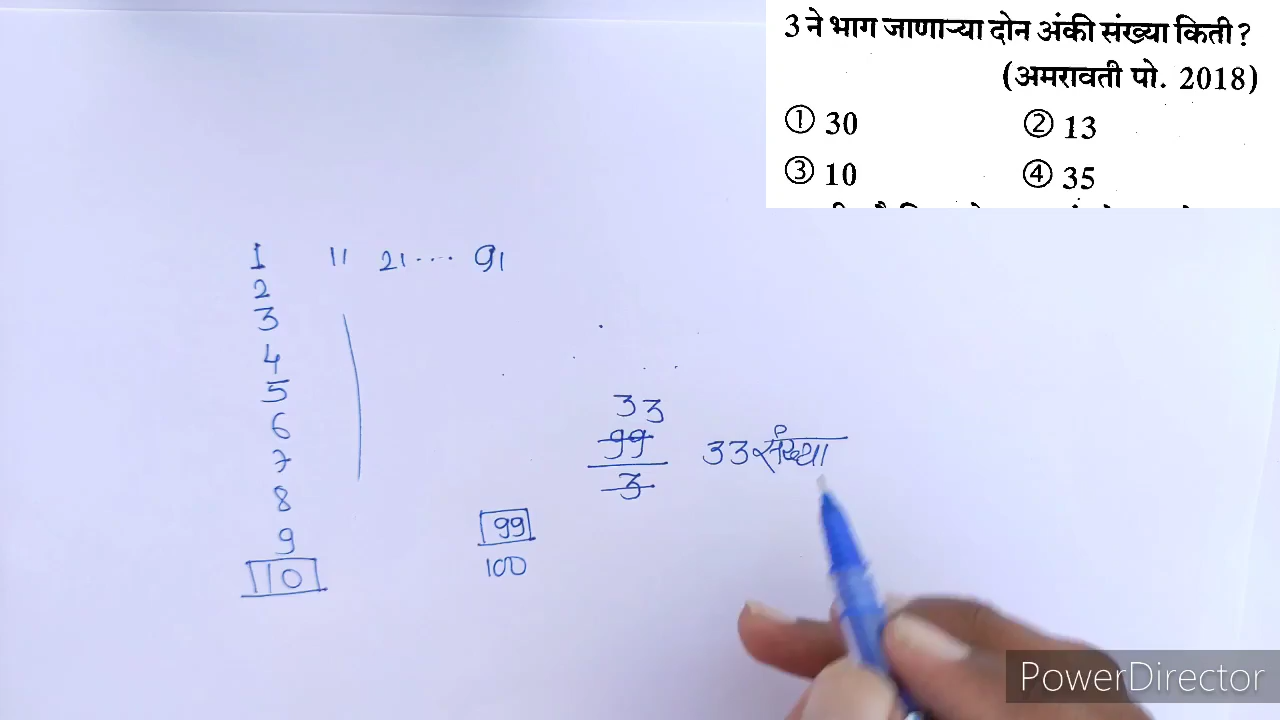 3 ने भाग जाणाऱ्या दोन अंकी संख्या किती ?
(अमरावती पो. 2018)
① 30 ② 13
③ 10 ④ 35
1 11 21 .... 91
2
3
4
5
6
7
8
9
10
99
100
33
99
3
33 संख्या
PowerDirector